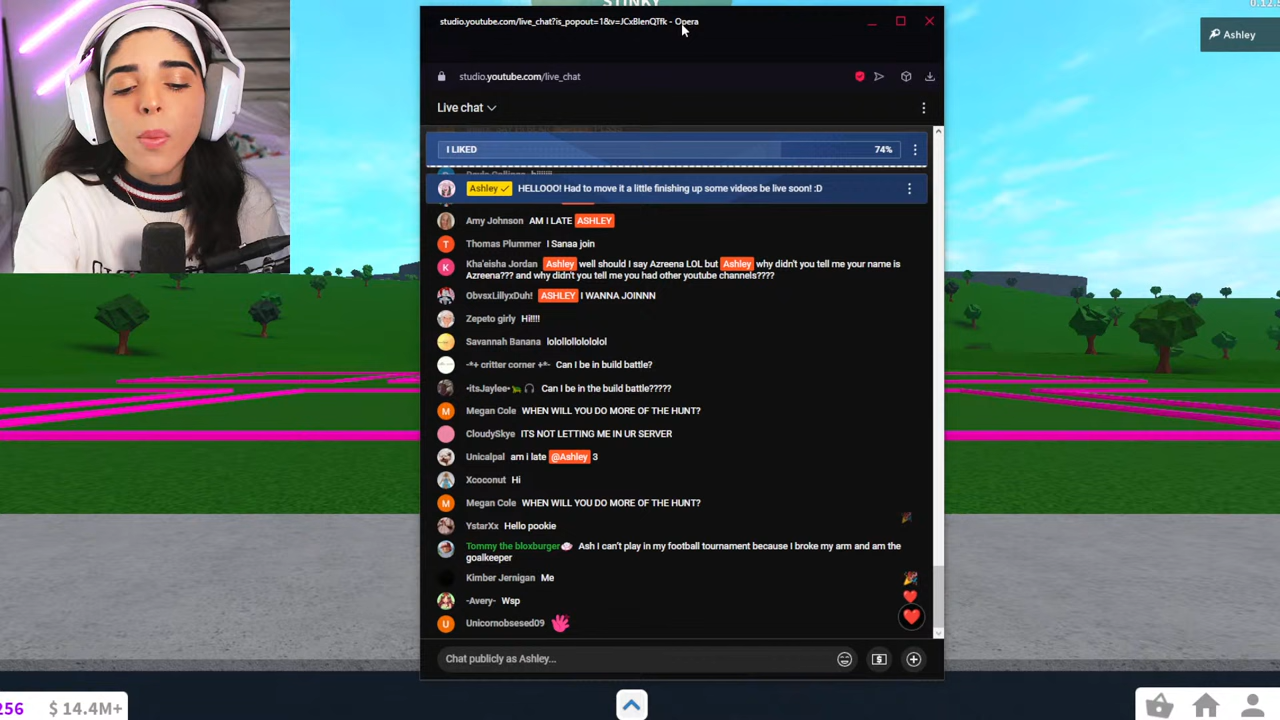 STINKY
0.12.
studio.youtube.com/live_chat?is_popout=1&v=JCxBlenQTfk - Opera
Ashley
studio.youtube.com/live_chat
Live chat
I LIKED 74%
Ashley HELLOOO! Had to move it a little finishing up some videos be live soon! :D
Amy Johnson AM I LATE ASHLEY
Thomas Plummer I Sanaa join
Kha'eisha Jordan Ashley well should I say Azreena LOL but Ashley why didn't you tell me your name is
Azreena??? and why didn't you tell me you had other youtube channels????
ObvsxLillyxDuh! ASHLEY I WANNA JOINNN
Zepeto girly Hi!!!!
Savannah Banana lolollollolololol
-*+ critter corner +*- Can I be in build battle?
•itsJaylee• Can I be in the build battle?????
Megan Cole WHEN WILL YOU DO MORE OF THE HUNT?
CloudySkye ITS NOT LETTING ME IN UR SERVER
Unicalpal am i late @Ashley 3
Xcoconut Hi
Megan Cole WHEN WILL YOU DO MORE OF THE HUNT?
YstarXx Hello pookie
Tommy the bloxburger Ash I can't play in my football tournament because I broke my arm and am the
goalkeeper
Kimber Jernigan Me
-Avery- Wsp
Unicornobsesed09
Chat publicly as Ashley...
256 $ 14.4M+